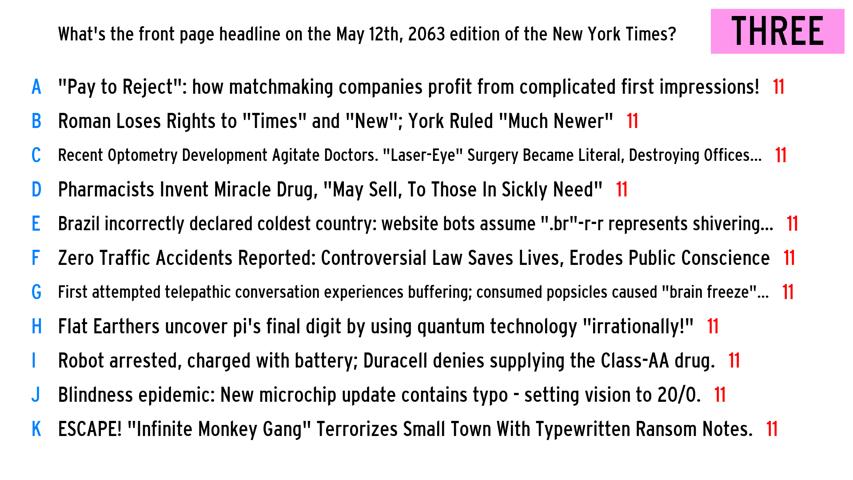 What's the front page headline on the May 12th, 2063 edition of the New York Times?
THREE
A "Pay to Reject": how matchmaking companies profit from complicated first impressions! 11
B Roman Loses Rights to "Times" and "New"; York Ruled "Much Newer" 11
C Recent Optometry Development Agitate Doctors. "Laser-Eye" Surgery Became Literal, Destroying Offices... 11
D Pharmacists Invent Miracle Drug, "May Sell, To Those In Sickly Need" 11
E Brazil incorrectly declared coldest country: website bots assume ".br"-r-r represents shivering... 11
F Zero Traffic Accidents Reported: Controversial Law Saves Lives, Erodes Public Conscience 11
G First attempted telepathic conversation experiences buffering; consumed popsicles caused "brain freeze"... 11
H Flat Earthers uncover pi's final digit by using quantum technology "irrationally!" 11
I Robot arrested, charged with battery; Duracell denies supplying the Class-AA drug. 11
J Blindness epidemic: New microchip update contains typo - setting vision to 20/0. 11
K ESCAPE! "Infinite Monkey Gang" Terrorizes Small Town With Typewritten Ransom Notes. 11